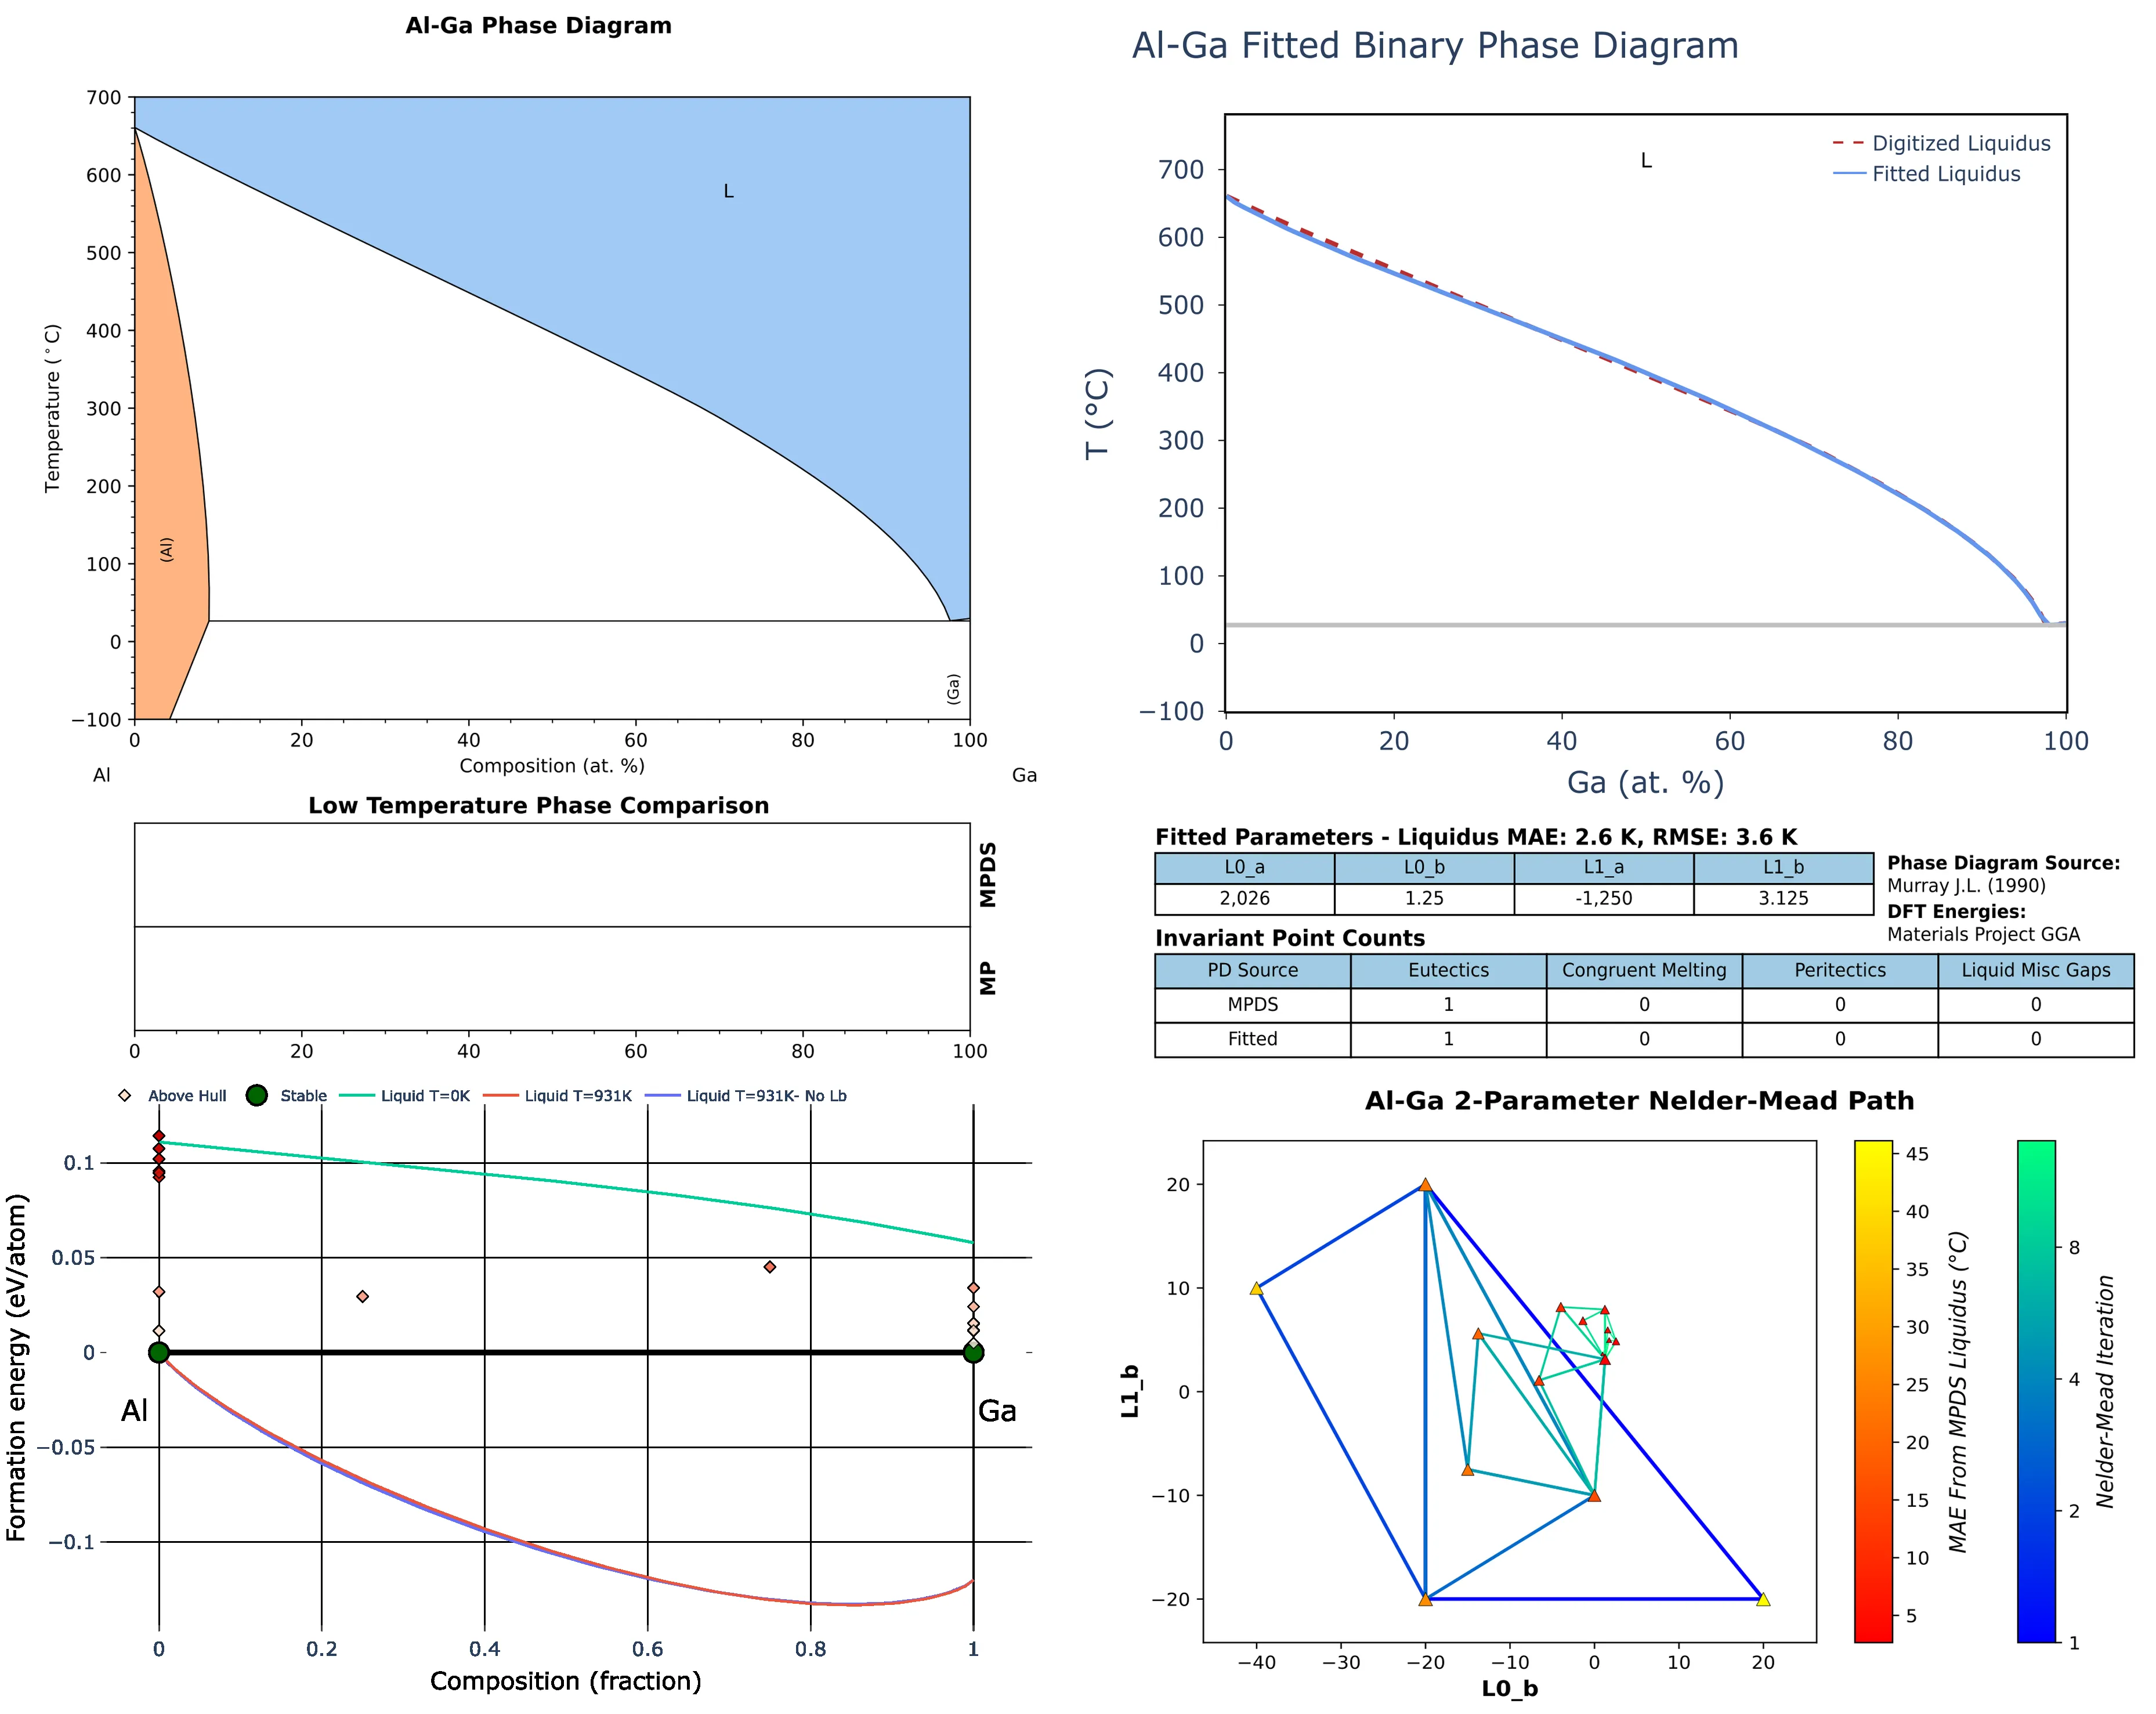 Al-Ga Phase Diagram
700
600
500
400
300
200
100
0
−100
Temperature (°C)
L
(Al)
(Ga)
0 20 40 60 80 100
Al Composition (at. %) Ga
Low Temperature Phase Comparison
MPDS
MP
0 20 40 60 80 100
Al-Ga Fitted Binary Phase Diagram
L
Digitized Liquidus
Fitted Liquidus
700
600
500
400
300
200
100
0
−100
T (°C)
0 20 40 60 80 100
Ga (at. %)
Fitted Parameters - Liquidus MAE: 2.6 K, RMSE: 3.6 K
L0_a L0_b L1_a L1_b
2,026 1.25 -1,250 3.125
Phase Diagram Source:
Murray J.L. (1990)
DFT Energies:
Materials Project GGA
Invariant Point Counts
PD Source Eutectics Congruent Melting Peritectics Liquid Misc Gaps
MPDS 1 0 0 0
Fitted 1 0 0 0
Above Hull Stable Liquid T=0K Liquid T=931K Liquid T=931K- No Lb
0.1
0.05
0
−0.05
−0.1
Formation energy (eV/atom)
Al Ga
0 0.2 0.4 0.6 0.8 1
Composition (fraction)
Al-Ga 2-Parameter Nelder-Mead Path
20
10
0
−10
−20
L1_b
−40 −30 −20 −10 0 10 20
L0_b
45
40
35
30
25
20
15
10
5
MAE From MPDS Liquidus (°C)
8
4
2
1
Nelder-Mead Iteration